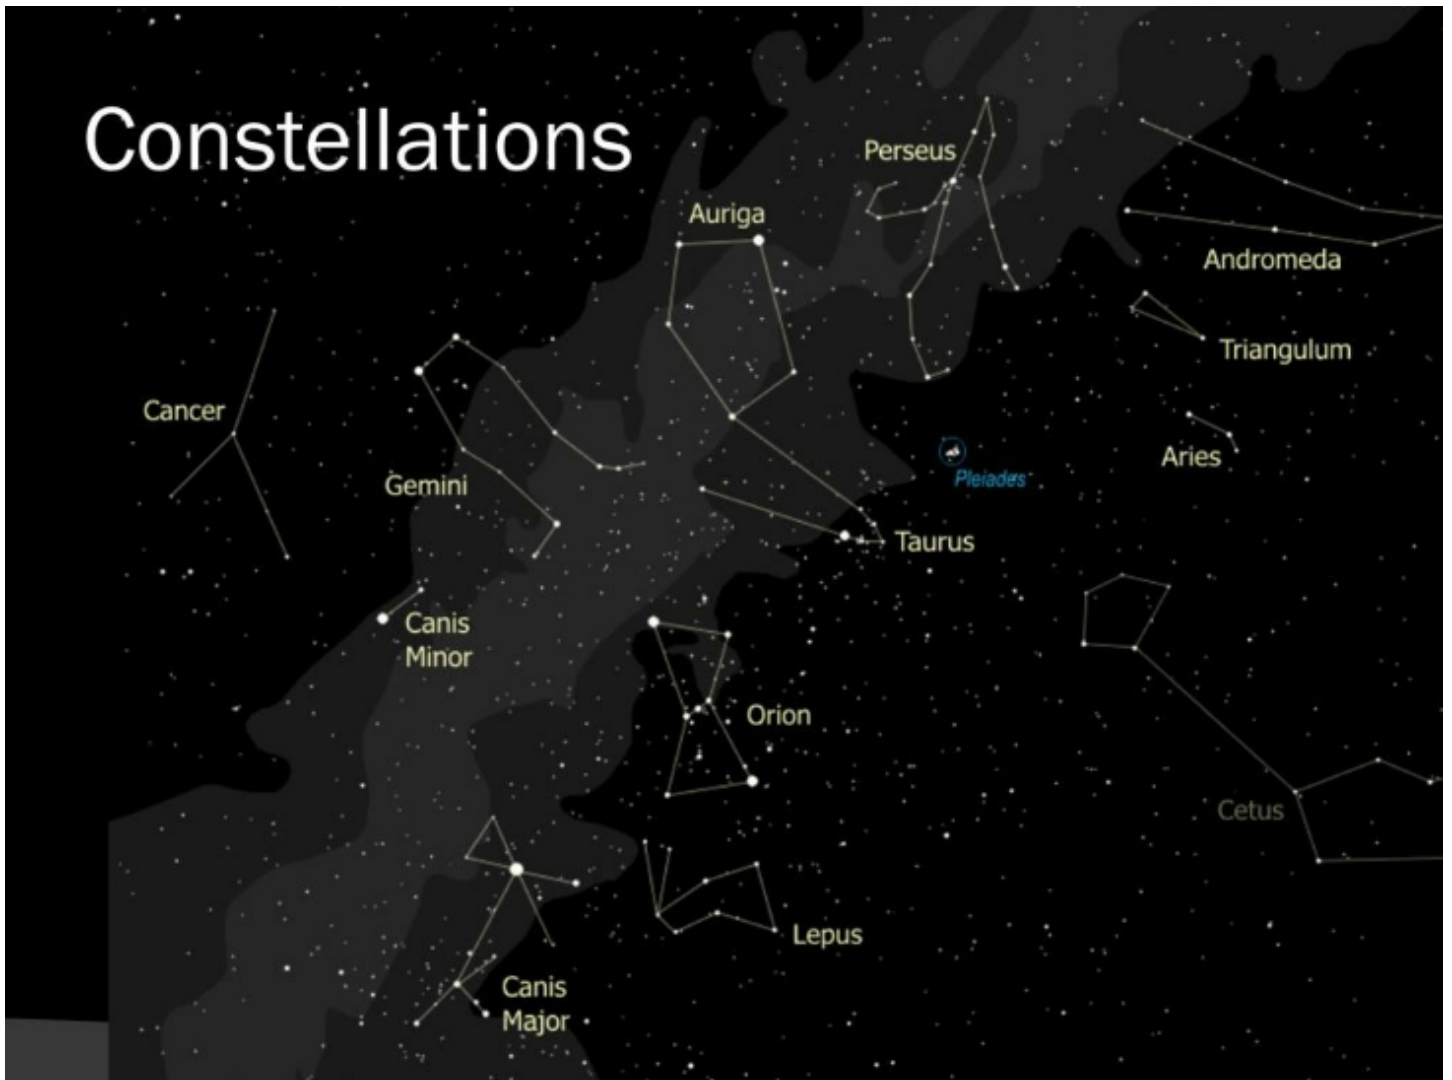 Constellations
Perseus
Auriga
Andromeda
Triangulum
Cancer
Aries
Gemini
Pleiades
Taurus
Canis
Minor
Orion
Cetus
Lepus
Canis
Major